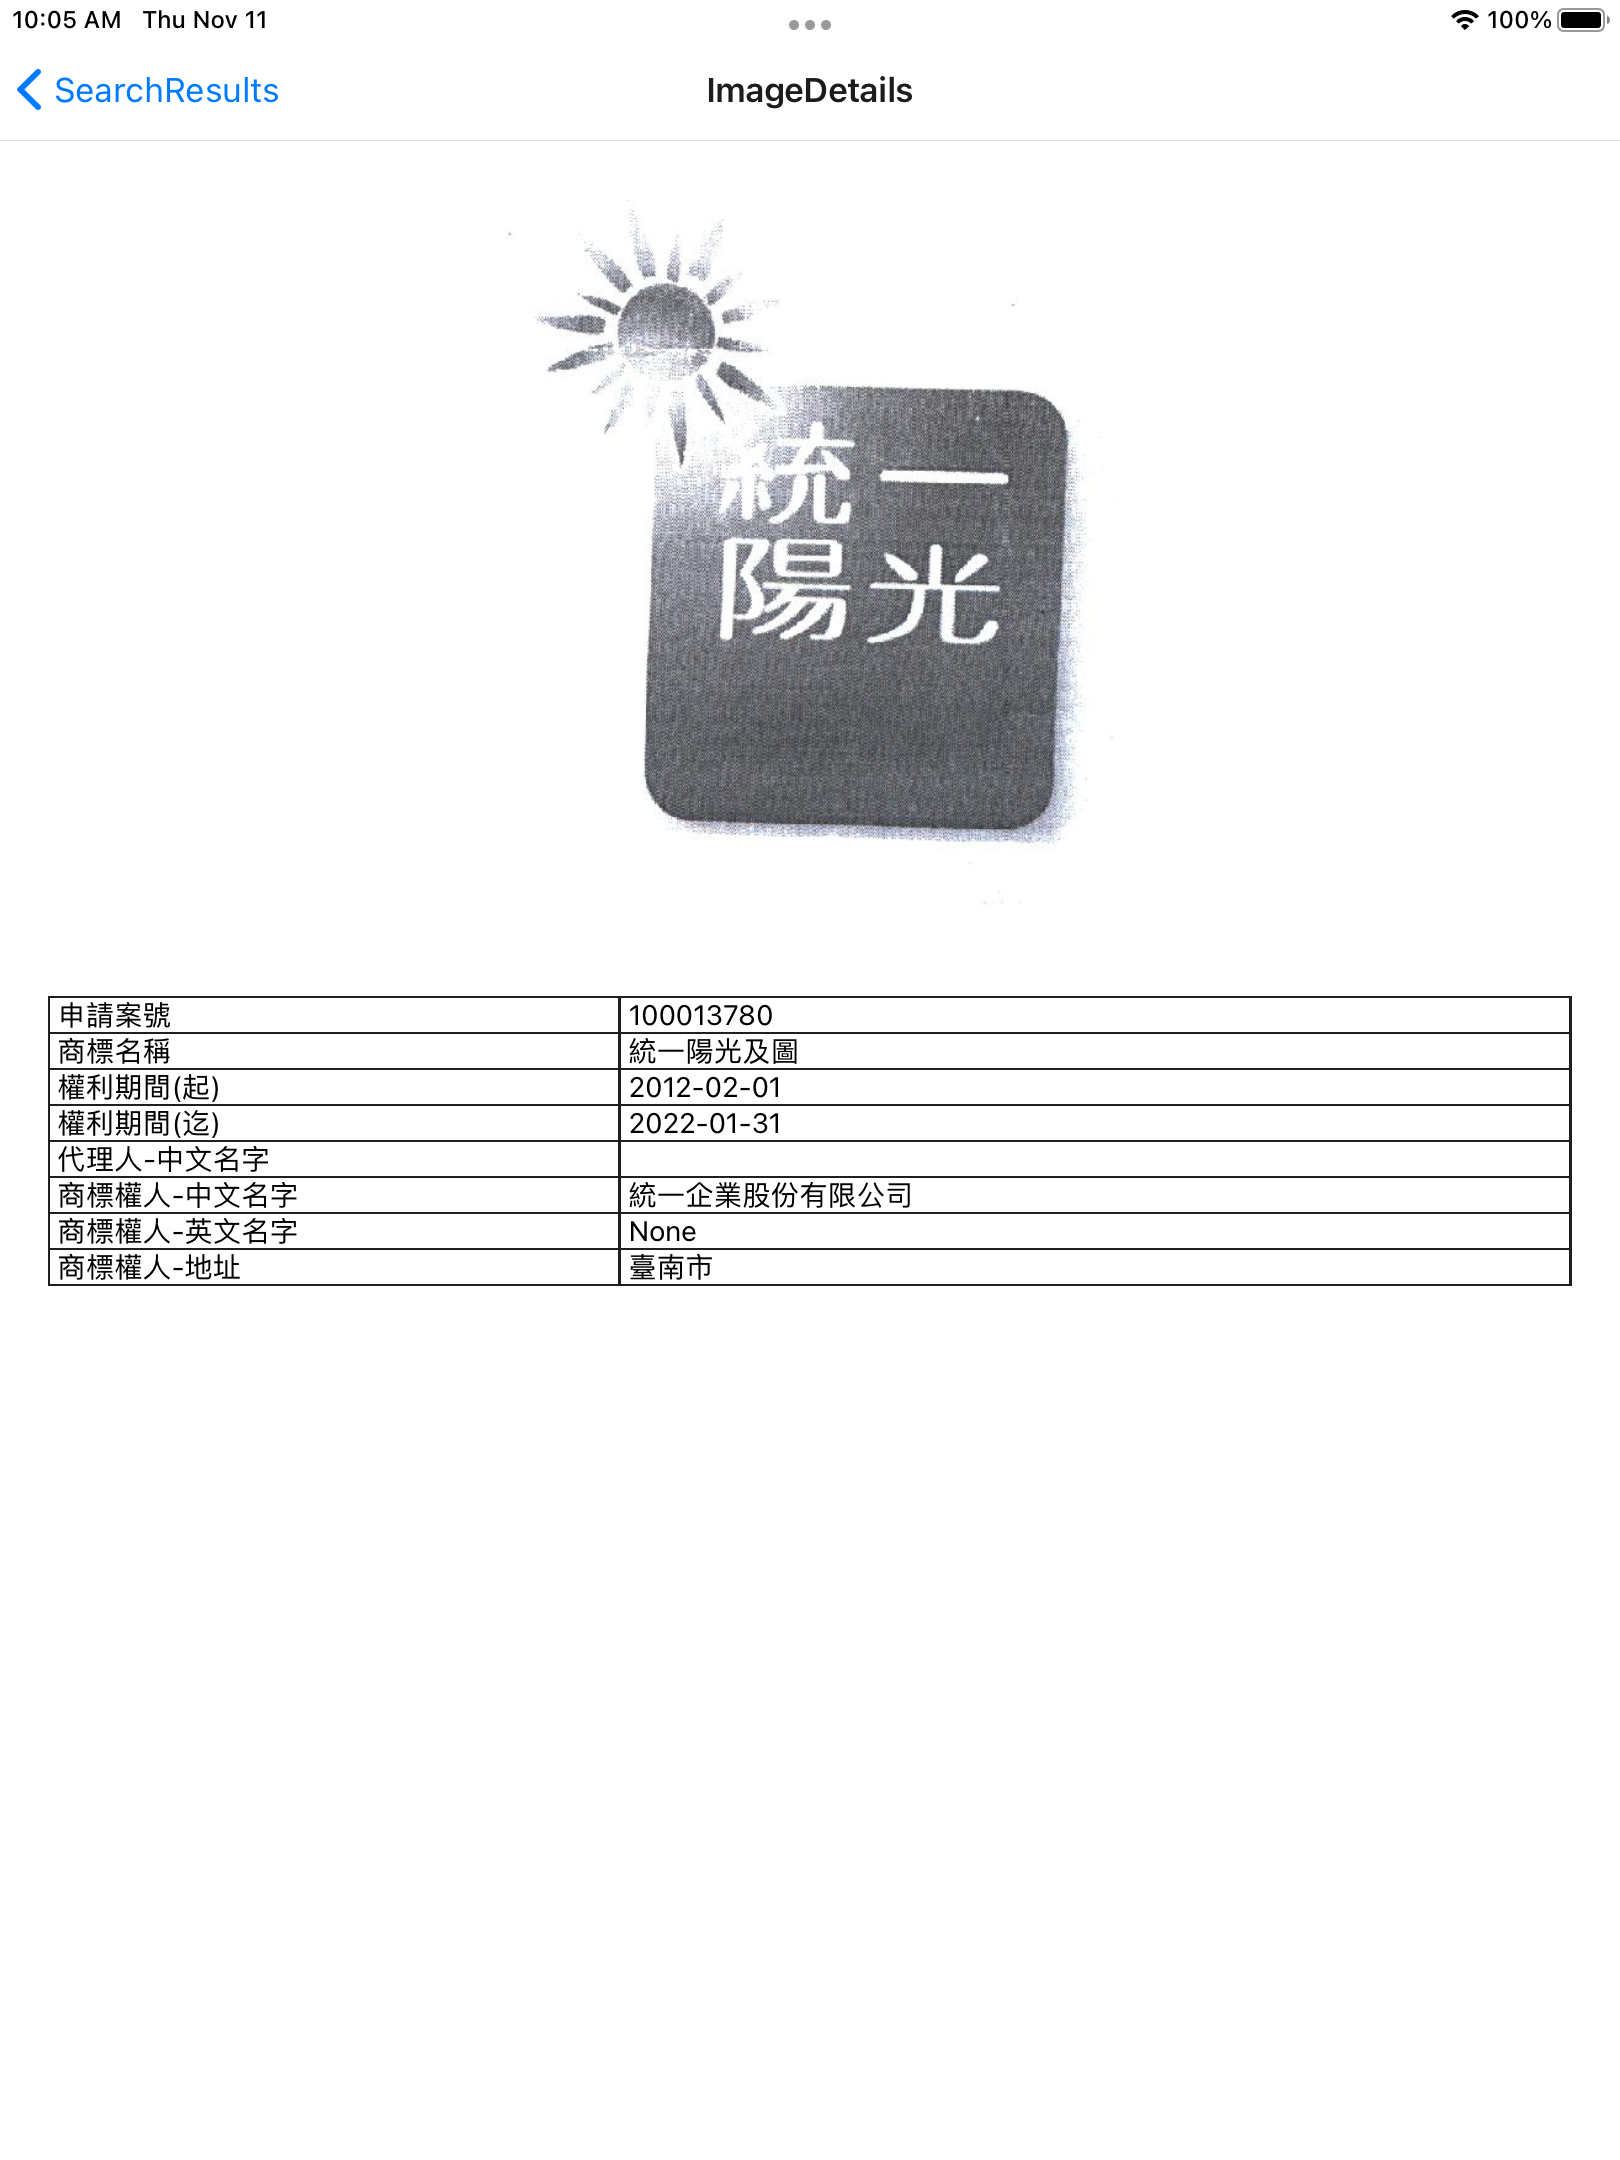 10:05 AM Thu Nov 11
100%
SearchResults
ImageDetails
統一
陽光
申請案號 100013780
商標名稱 統一陽光及圖
權利期間(起) 2012-02-01
權利期間(迄) 2022-01-31
代理人-中文名字
商標權人-中文名字 統一企業股份有限公司
商標權人-英文名字 None
商標權人-地址 臺南市